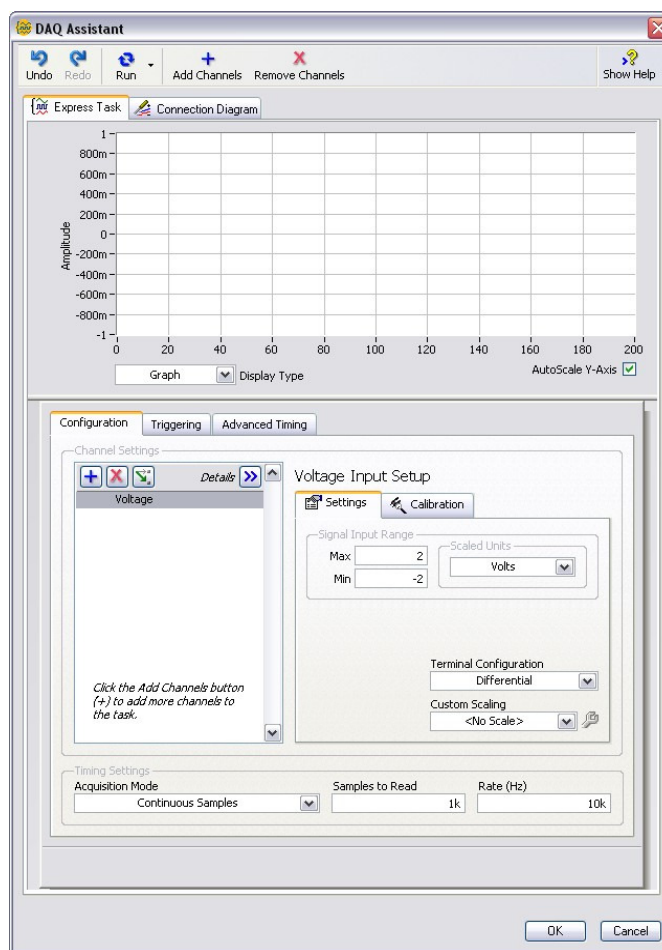 DAQ Assistant
Undo Redo Run Add Channels Remove Channels Show Help
Express Task Connection Diagram
1
800m
600m
400m
200m
0
-200m
-400m
-600m
-800m
-1
Amplitude
0 20 40 60 80 100 120 140 160 180 200
Graph Display Type AutoScale Y-Axis
Configuration Triggering Advanced Timing
Channel Settings
Details
Voltage
Click the Add Channels button
(+) to add more channels to
the task.
Voltage Input Setup
Settings Calibration
Signal Input Range
Max 2
Min -2
Scaled Units
Volts
Terminal Configuration
Differential
Custom Scaling
<No Scale>
Timing Settings
Acquisition Mode Samples to Read Rate (Hz)
Continuous Samples 1k 10k
OK Cancel